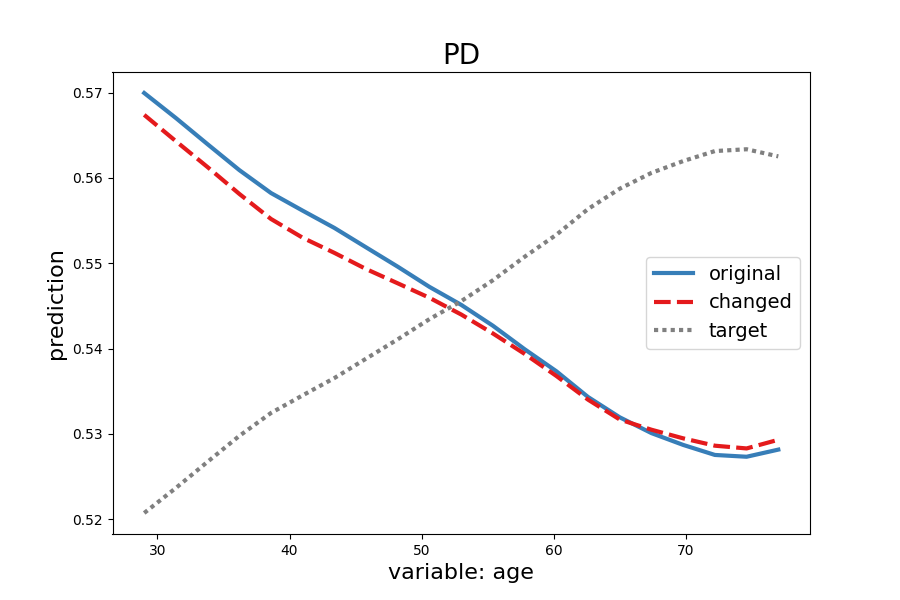 PD
0.57
0.56
0.55
0.54
0.53
0.52
prediction
original
changed
target
30 40 50 60 70
variable: age